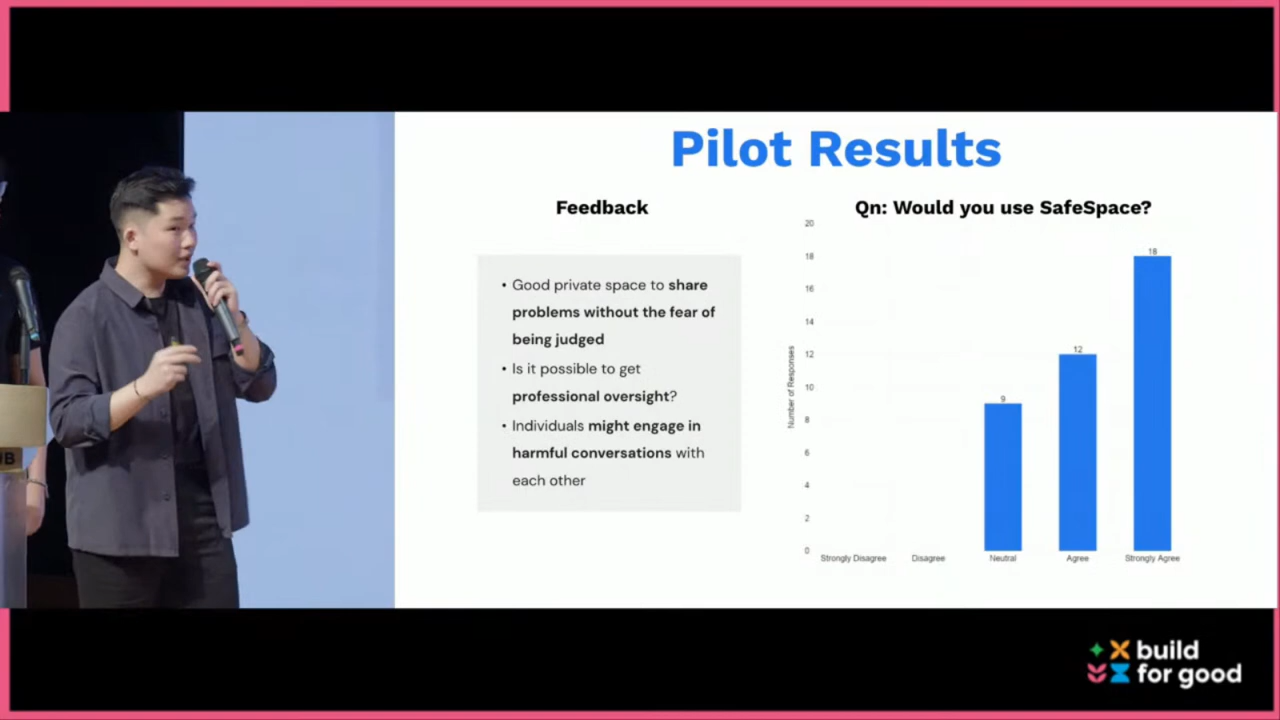 Pilot Results
Feedback
• Good private space to share
problems without the fear of
being judged
• Is it possible to get
professional oversight?
• Individuals might engage in
harmful conversations with
each other
Qn: Would you use SafeSpace?
Number of Responses
20
18
16
14
12
10
8
6
4
2
0
9
12
18
Strongly Disagree
Disagree
Neutral
Agree
Strongly Agree
build
for good